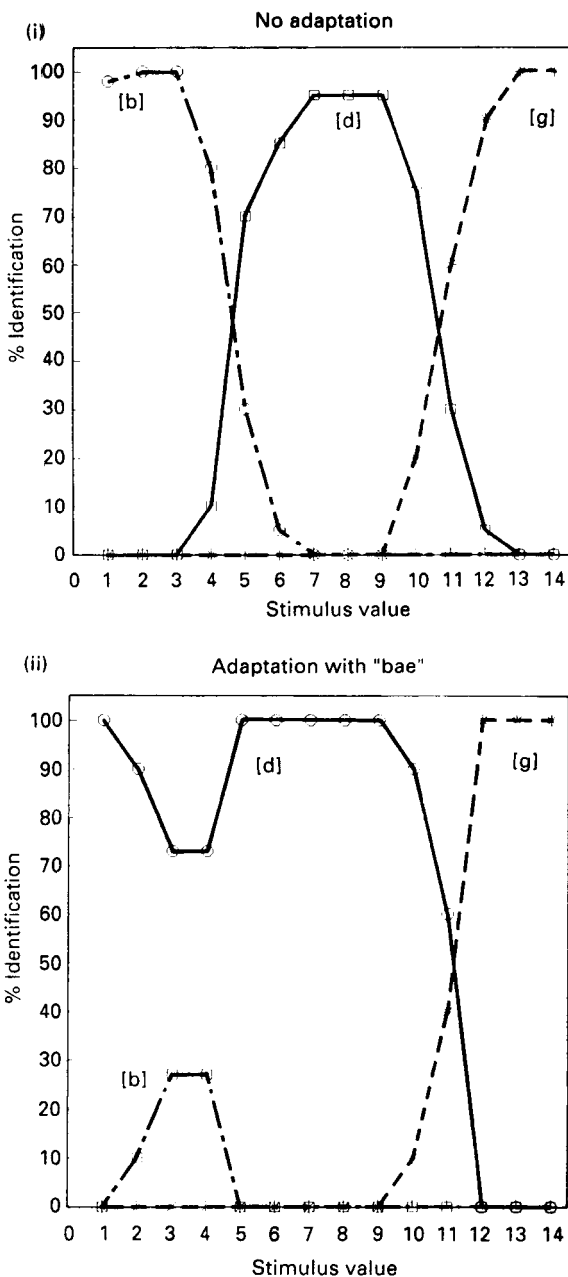 (i) No adaptation
100
90
80
70
60
50
40
30
20
10
0
% Identification
[b]
[d]
[g]
0 1 2 3 4 5 6 7 8 9 10 11 12 13 14
Stimulus value
(ii) Adaptation with "bae"
100
90
80
70
60
50
40
30
20
10
0
% Identification
[d]
[g]
[b]
0 1 2 3 4 5 6 7 8 9 10 11 12 13 14
Stimulus value